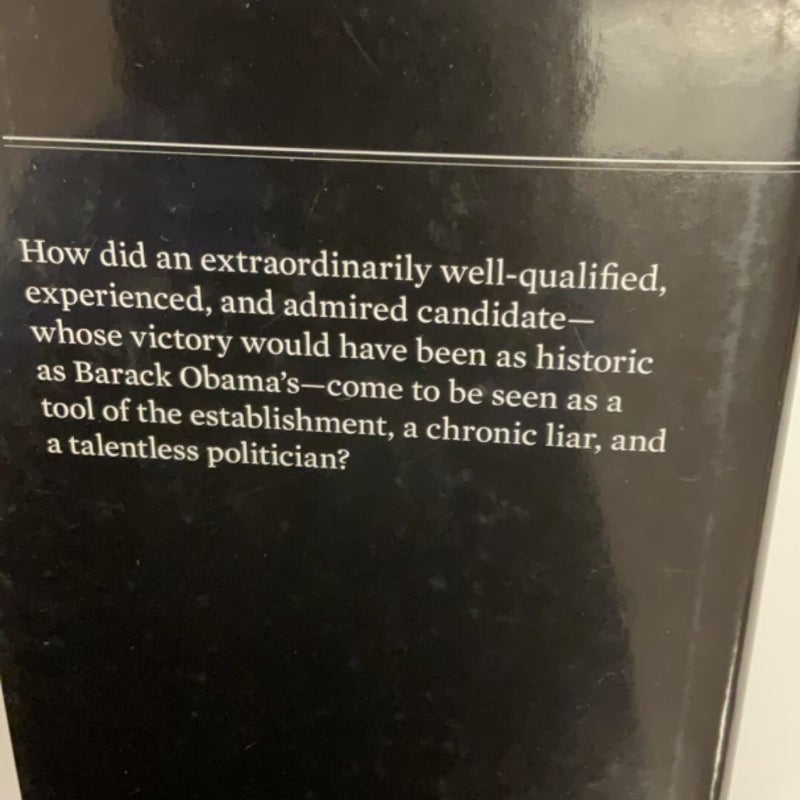 How did an extraordinarily well-qualified,
experienced, and admired candidate—
whose victory would have been as historic
as Barack Obama’s—come to be seen as a
tool of the establishment, a chronic liar, and
a talentless politician?